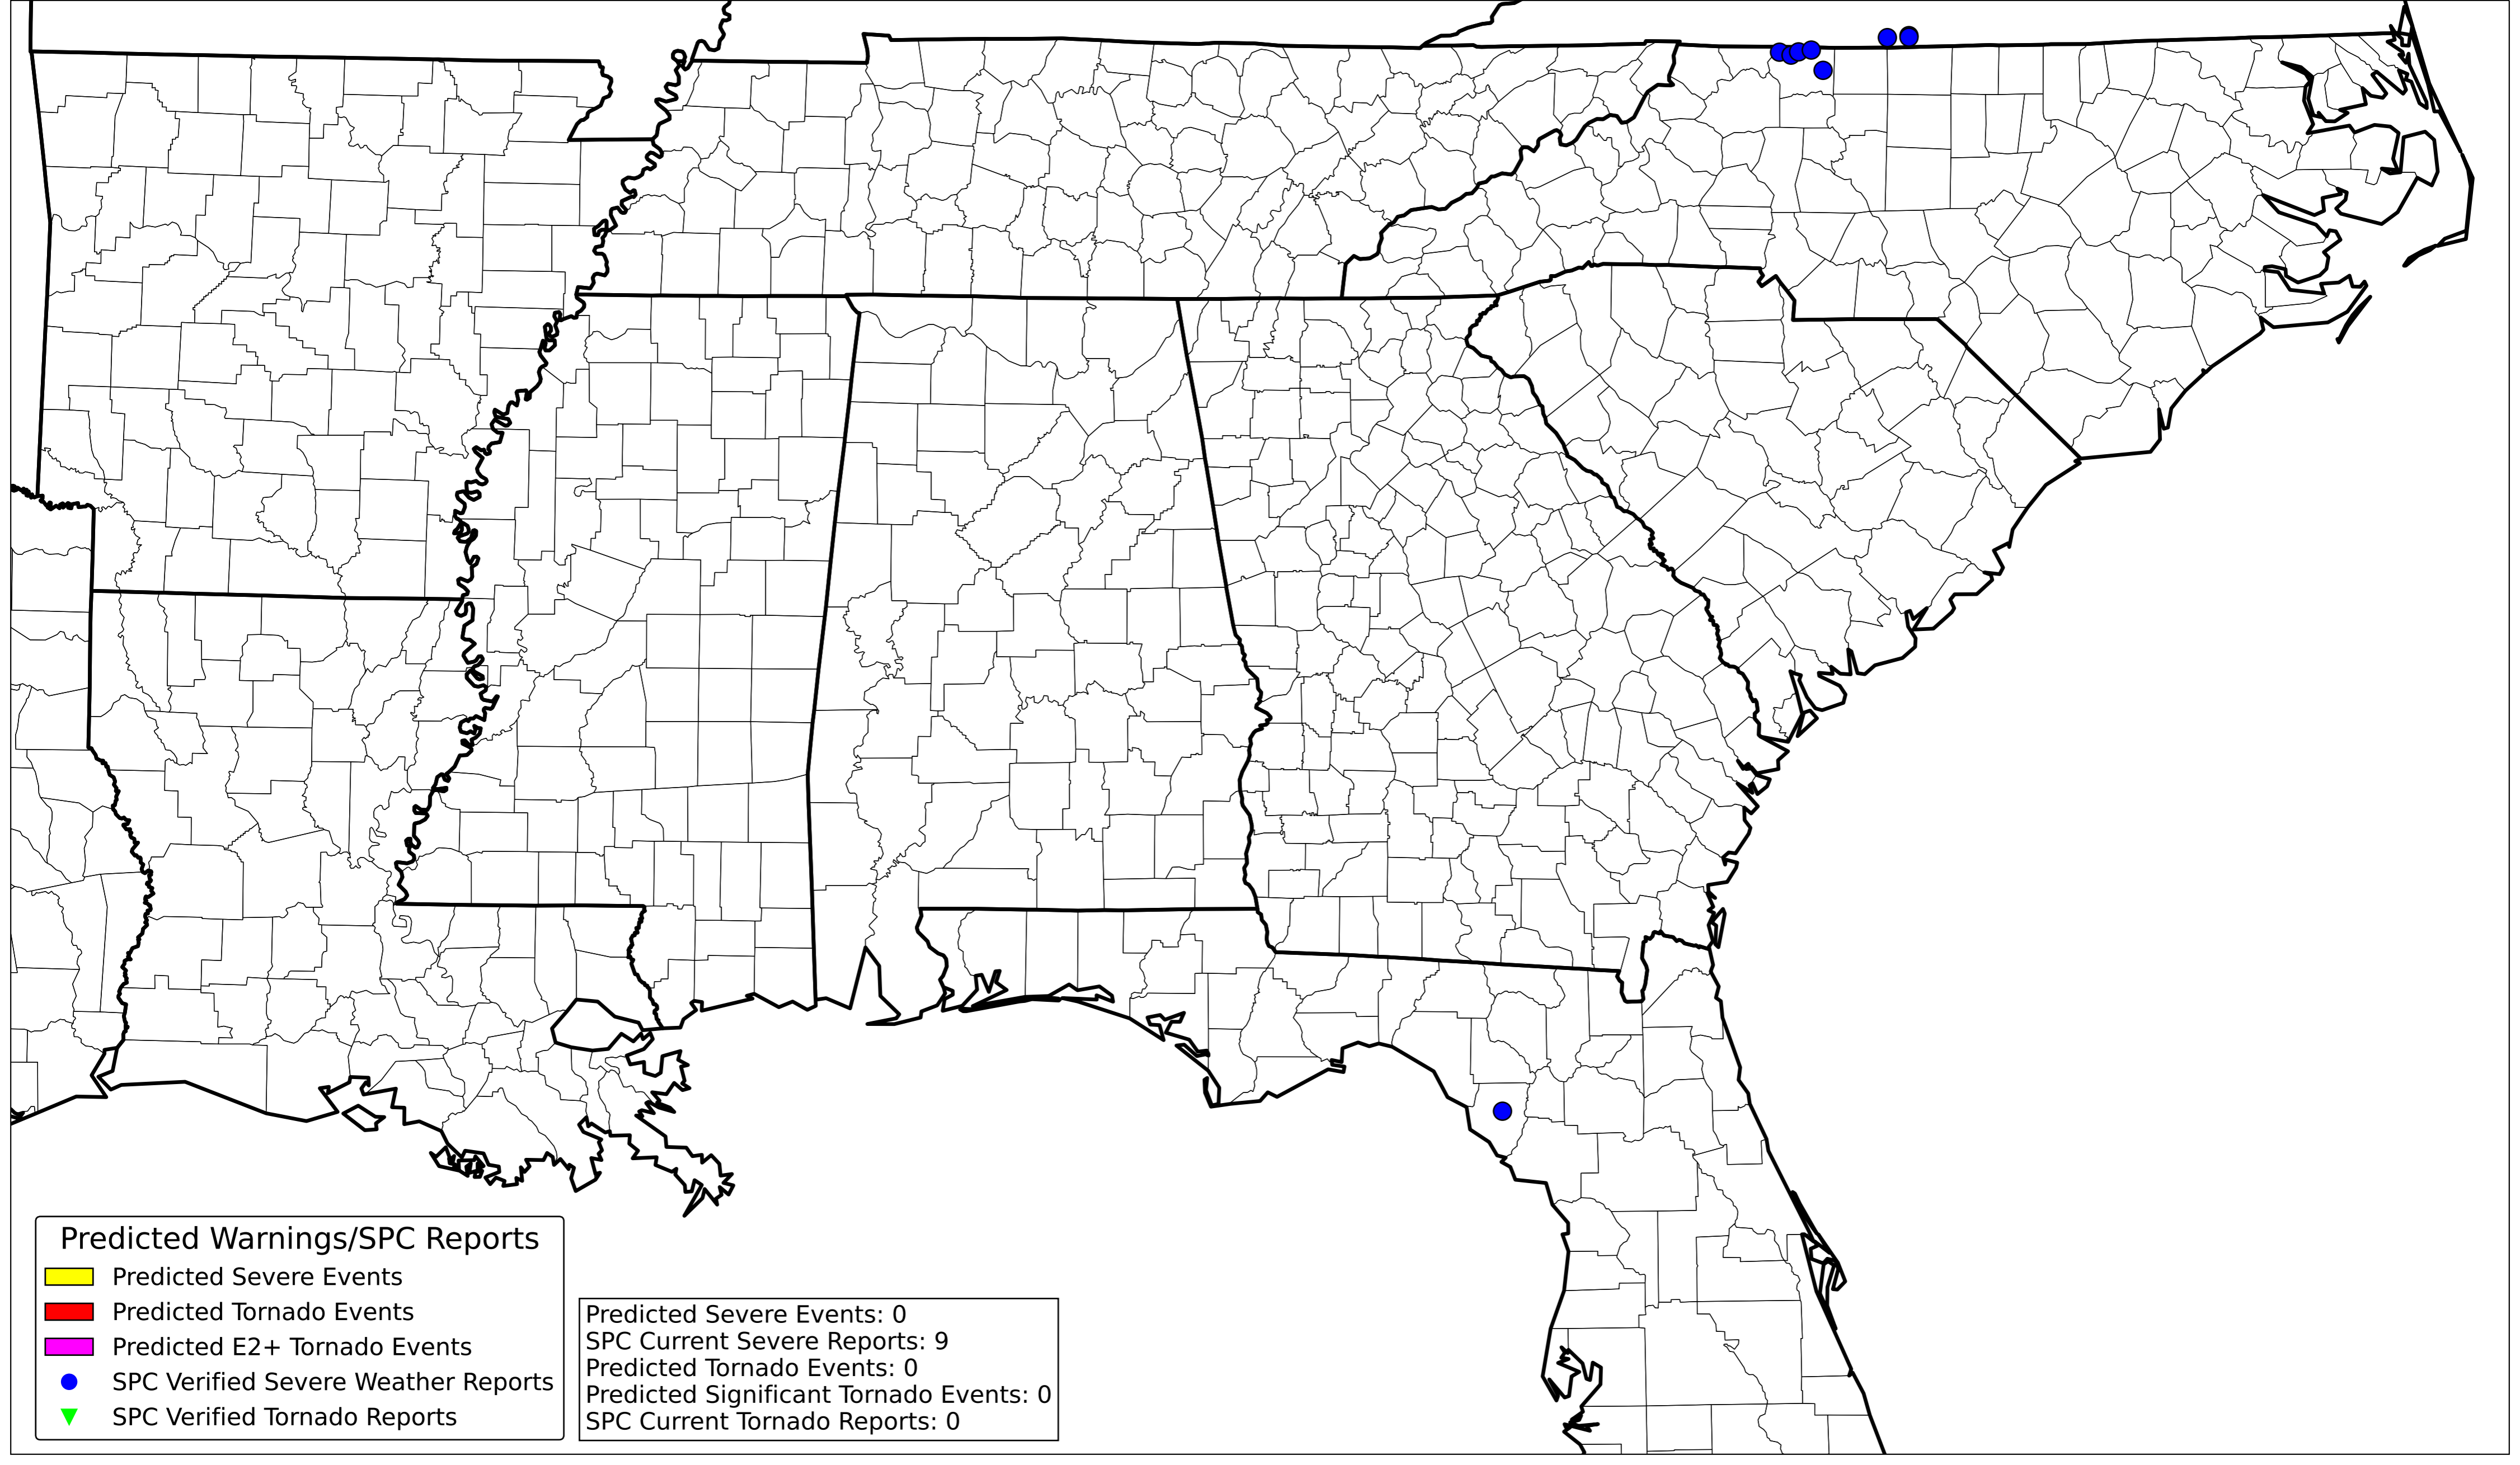 Predicted Warnings/SPC Reports
Predicted Severe Events
Predicted Tornado Events
Predicted E2+ Tornado Events
SPC Verified Severe Weather Reports
SPC Verified Tornado Reports
Predicted Severe Events: 0
SPC Current Severe Reports: 9
Predicted Tornado Events: 0
Predicted Significant Tornado Events: 0
SPC Current Tornado Reports: 0